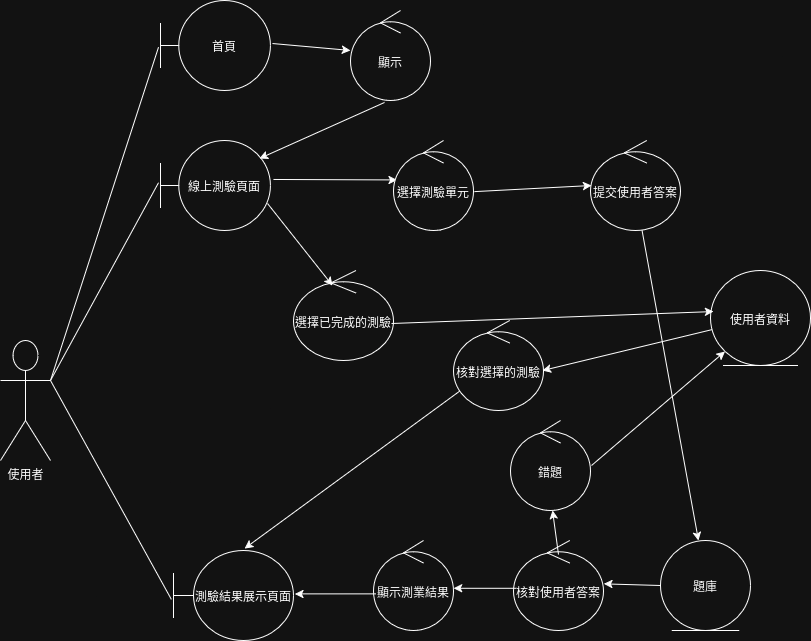 首頁
顯示
線上測驗頁面
選擇測驗單元
提交使用者答案
選擇已完成的測驗
使用者資料
核對選擇的測驗
使用者
錯題
測驗結果展示頁面
顯示測業結果
核對使用者答案
題庫